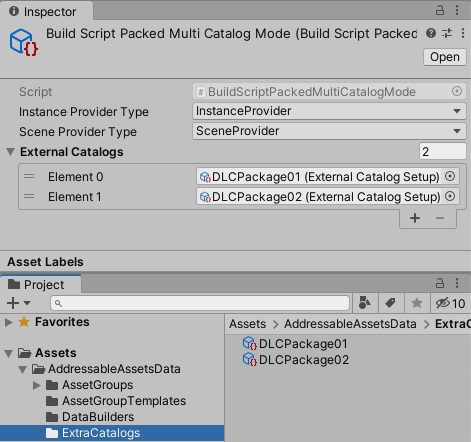 Inspector
Build Script Packed Multi Catalog Mode (Build Script Packed
Open
Script BuildScriptPackedMultiCatalogMode
Instance Provider Type InstanceProvider
Scene Provider Type SceneProvider
External Catalogs 2
Element 0 DLCPackage01 (External Catalog Setup)
Element 1 DLCPackage02 (External Catalog Setup)
Asset Labels
Project
10
Favorites
Assets
AddressableAssetsData
AssetGroups
AssetGroupTemplates
DataBuilders
ExtraCatalogs
Assets > AddressableAssetsData > ExtraC
DLCPackage01
DLCPackage02